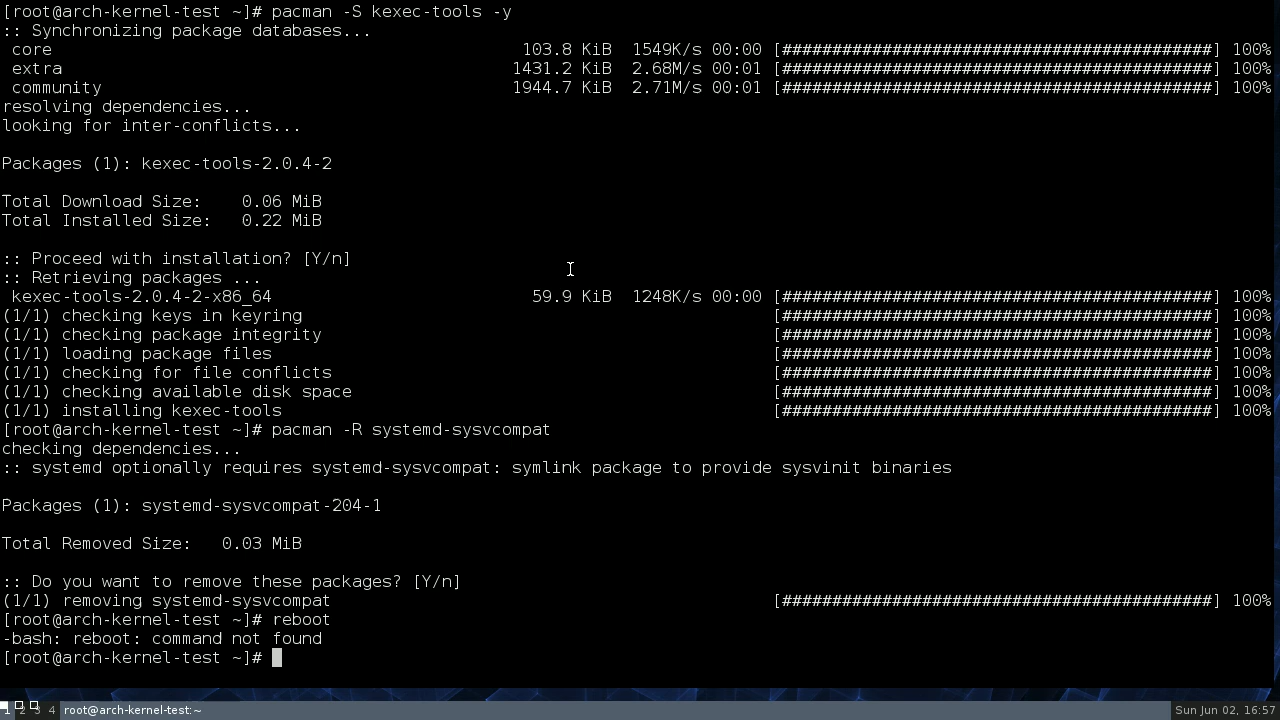 [root@arch-kernel-test ~]# pacman -S kexec-tools -y
:: Synchronizing package databases...
 core 103.8 KiB 1549K/s 00:00 [###########################################] 100%
 extra 1431.2 KiB 2.68M/s 00:01 [###########################################] 100%
 community 1944.7 KiB 2.71M/s 00:01 [###########################################] 100%
resolving dependencies...
looking for inter-conflicts...

Packages (1): kexec-tools-2.0.4-2

Total Download Size: 0.06 MiB
Total Installed Size: 0.22 MiB

:: Proceed with installation? [Y/n]
:: Retrieving packages ...
 kexec-tools-2.0.4-2-x86_64 59.9 KiB 1248K/s 00:00 [###########################################] 100%
(1/1) checking keys in keyring [###########################################] 100%
(1/1) checking package integrity [###########################################] 100%
(1/1) loading package files [###########################################] 100%
(1/1) checking for file conflicts [###########################################] 100%
(1/1) checking available disk space [###########################################] 100%
(1/1) installing kexec-tools [###########################################] 100%
[root@arch-kernel-test ~]# pacman -R systemd-sysvcompat
checking dependencies...
:: systemd optionally requires systemd-sysvcompat: symlink package to provide sysvinit binaries

Packages (1): systemd-sysvcompat-204-1

Total Removed Size: 0.03 MiB

:: Do you want to remove these packages? [Y/n]
(1/1) removing systemd-sysvcompat [###########################################] 100%
[root@arch-kernel-test ~]# reboot
-bash: reboot: command not found
[root@arch-kernel-test ~]#
1 2 3 4 root@arch-kernel-test:~ Sun Jun 02, 16:57